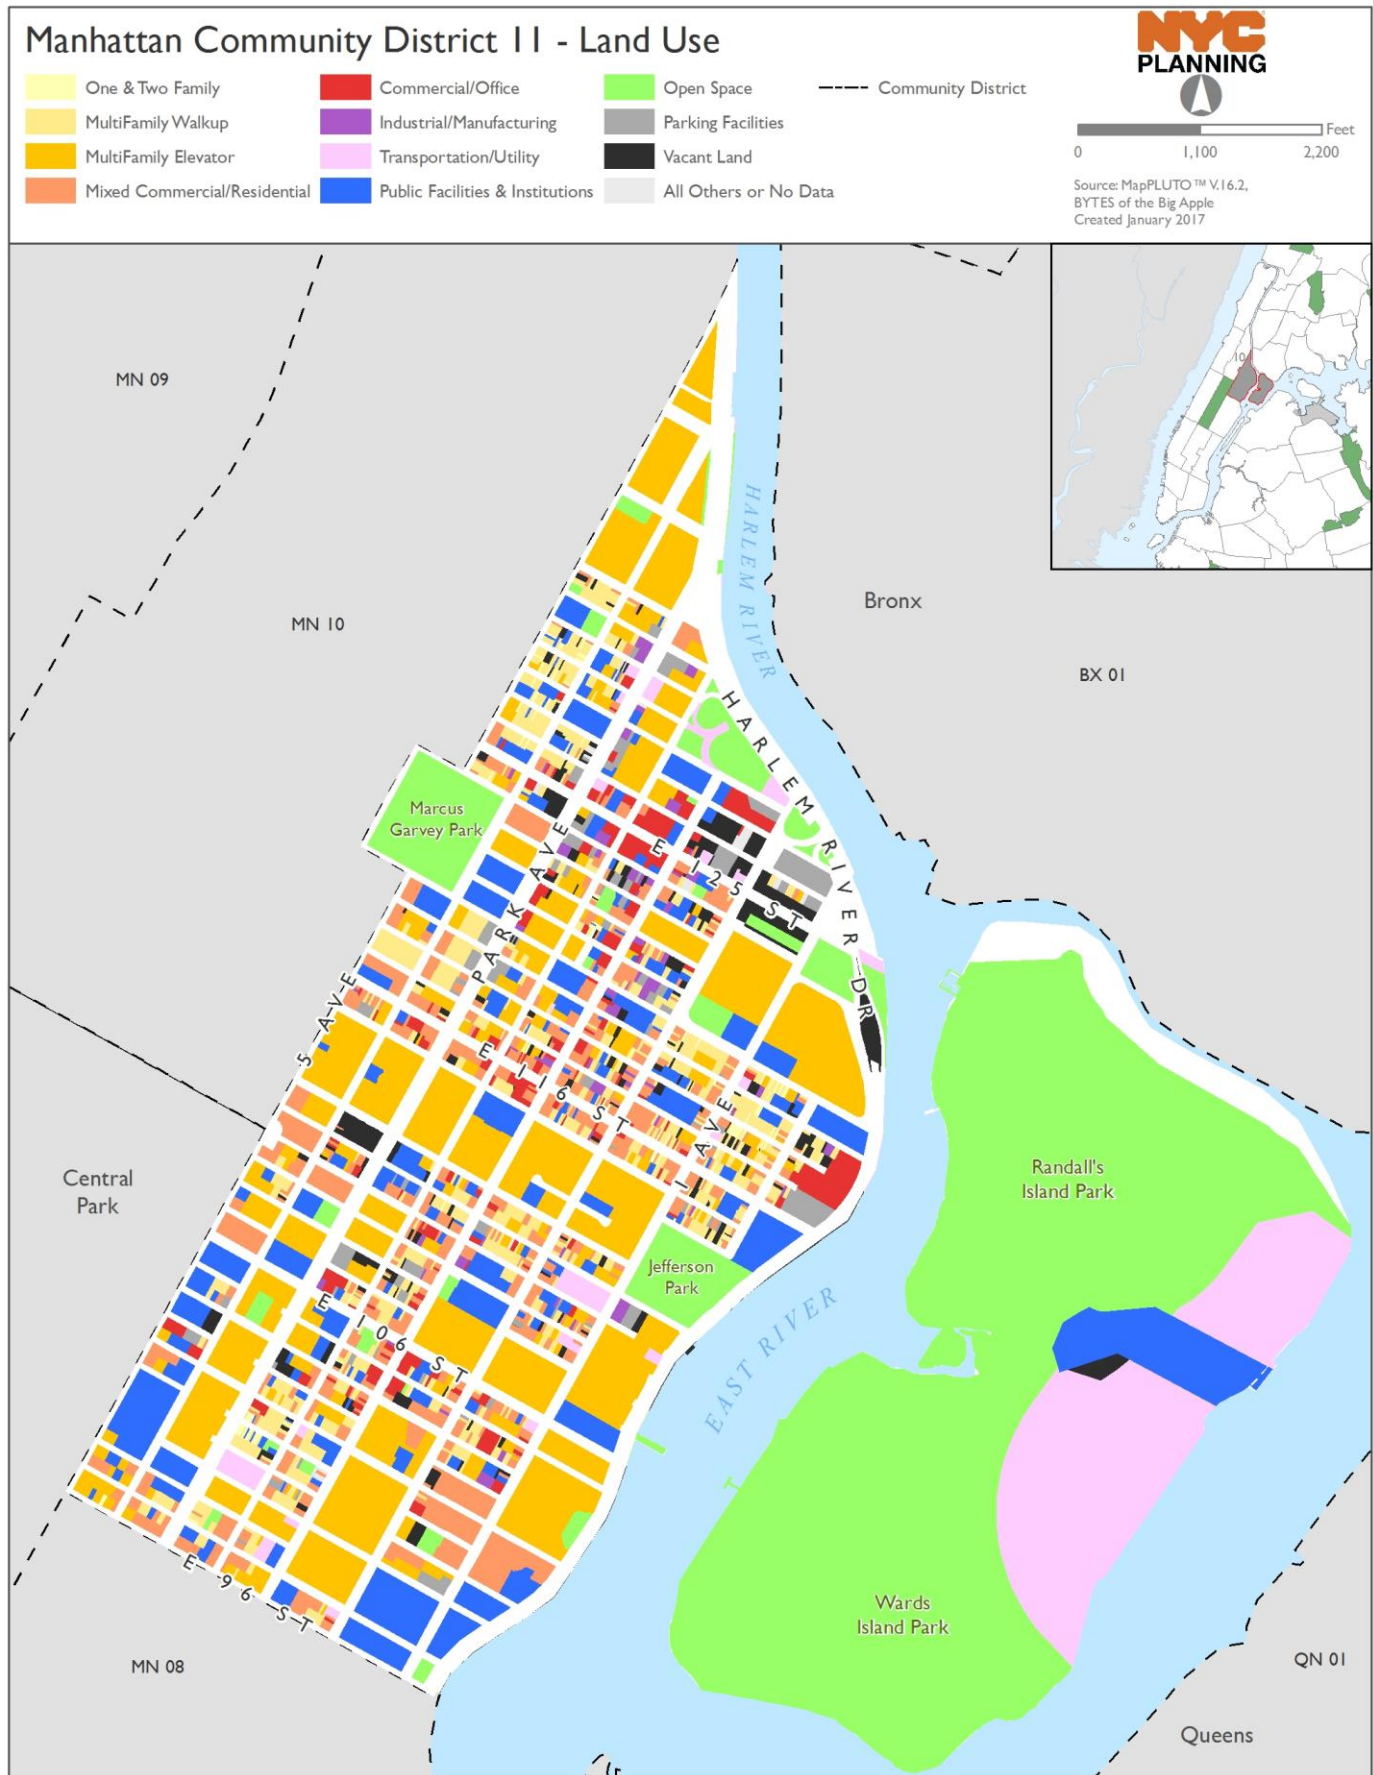 Manhattan Community District 11 - Land Use
One & Two Family
MultiFamily Walkup
MultiFamily Elevator
Mixed Commercial/Residential
Commercial/Office
Industrial/Manufacturing
Transportation/Utility
Public Facilities & Institutions
Open Space
Parking Facilities
Vacant Land
All Others or No Data
Community District
NYC
PLANNING
Feet
0 1,100 2,200
Source: MapPLUTO™ V.16.2,
BYTES of the Big Apple
Created January 2017
10
MN 09
MN 10
HARLEM RIVER
HARLEM RIVER
Bronx
BX 01
HARLEM RIVER DR
Marcus
Garvey Park
PARK AVE
E 125 ST
5 AVE
E 116 ST
1 AVE
Central
Park
Randall's
Island Park
Jefferson
Park
E 106 ST
EAST RIVER
E 96 ST
Wards
Island Park
MN 08
QN 01
Queens